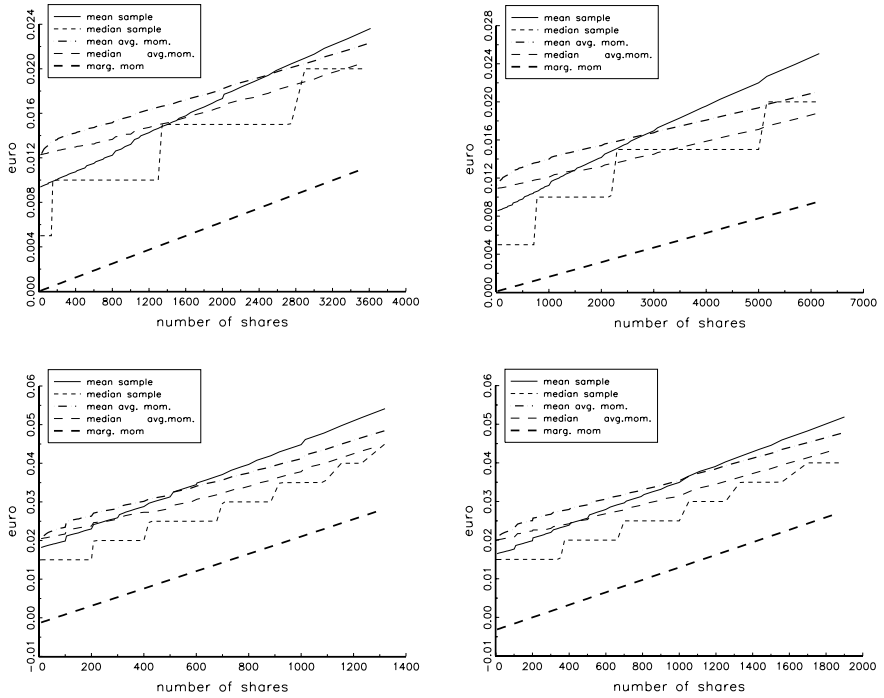 mean sample
median sample
mean avg. mom.
median avg.mom.
marg. mom
euro
0.000 0.004 0.008 0.012 0.016 0.020 0.024
0 400 800 1200 1600 2000 2400 2800 3200 3600 4000
number of shares
mean sample
median sample
mean avg. mom.
median avg.mom.
marg. mom
euro
0.000 0.004 0.008 0.012 0.016 0.020 0.024 0.028
0 1000 2000 3000 4000 5000 6000 7000
number of shares
mean sample
median sample
mean avg. mom.
median avg.mom.
marg. mom
euro
-0.01 0.00 0.01 0.02 0.03 0.04 0.05 0.06
0 200 400 600 800 1000 1200 1400
number of shares
mean sample
median sample
mean avg. mom.
median avg.mom.
marg. mom
euro
-0.01 0.00 0.01 0.02 0.03 0.04 0.05 0.06
0 200 400 600 800 1000 1200 1400 1600 1800 2000
number of shares